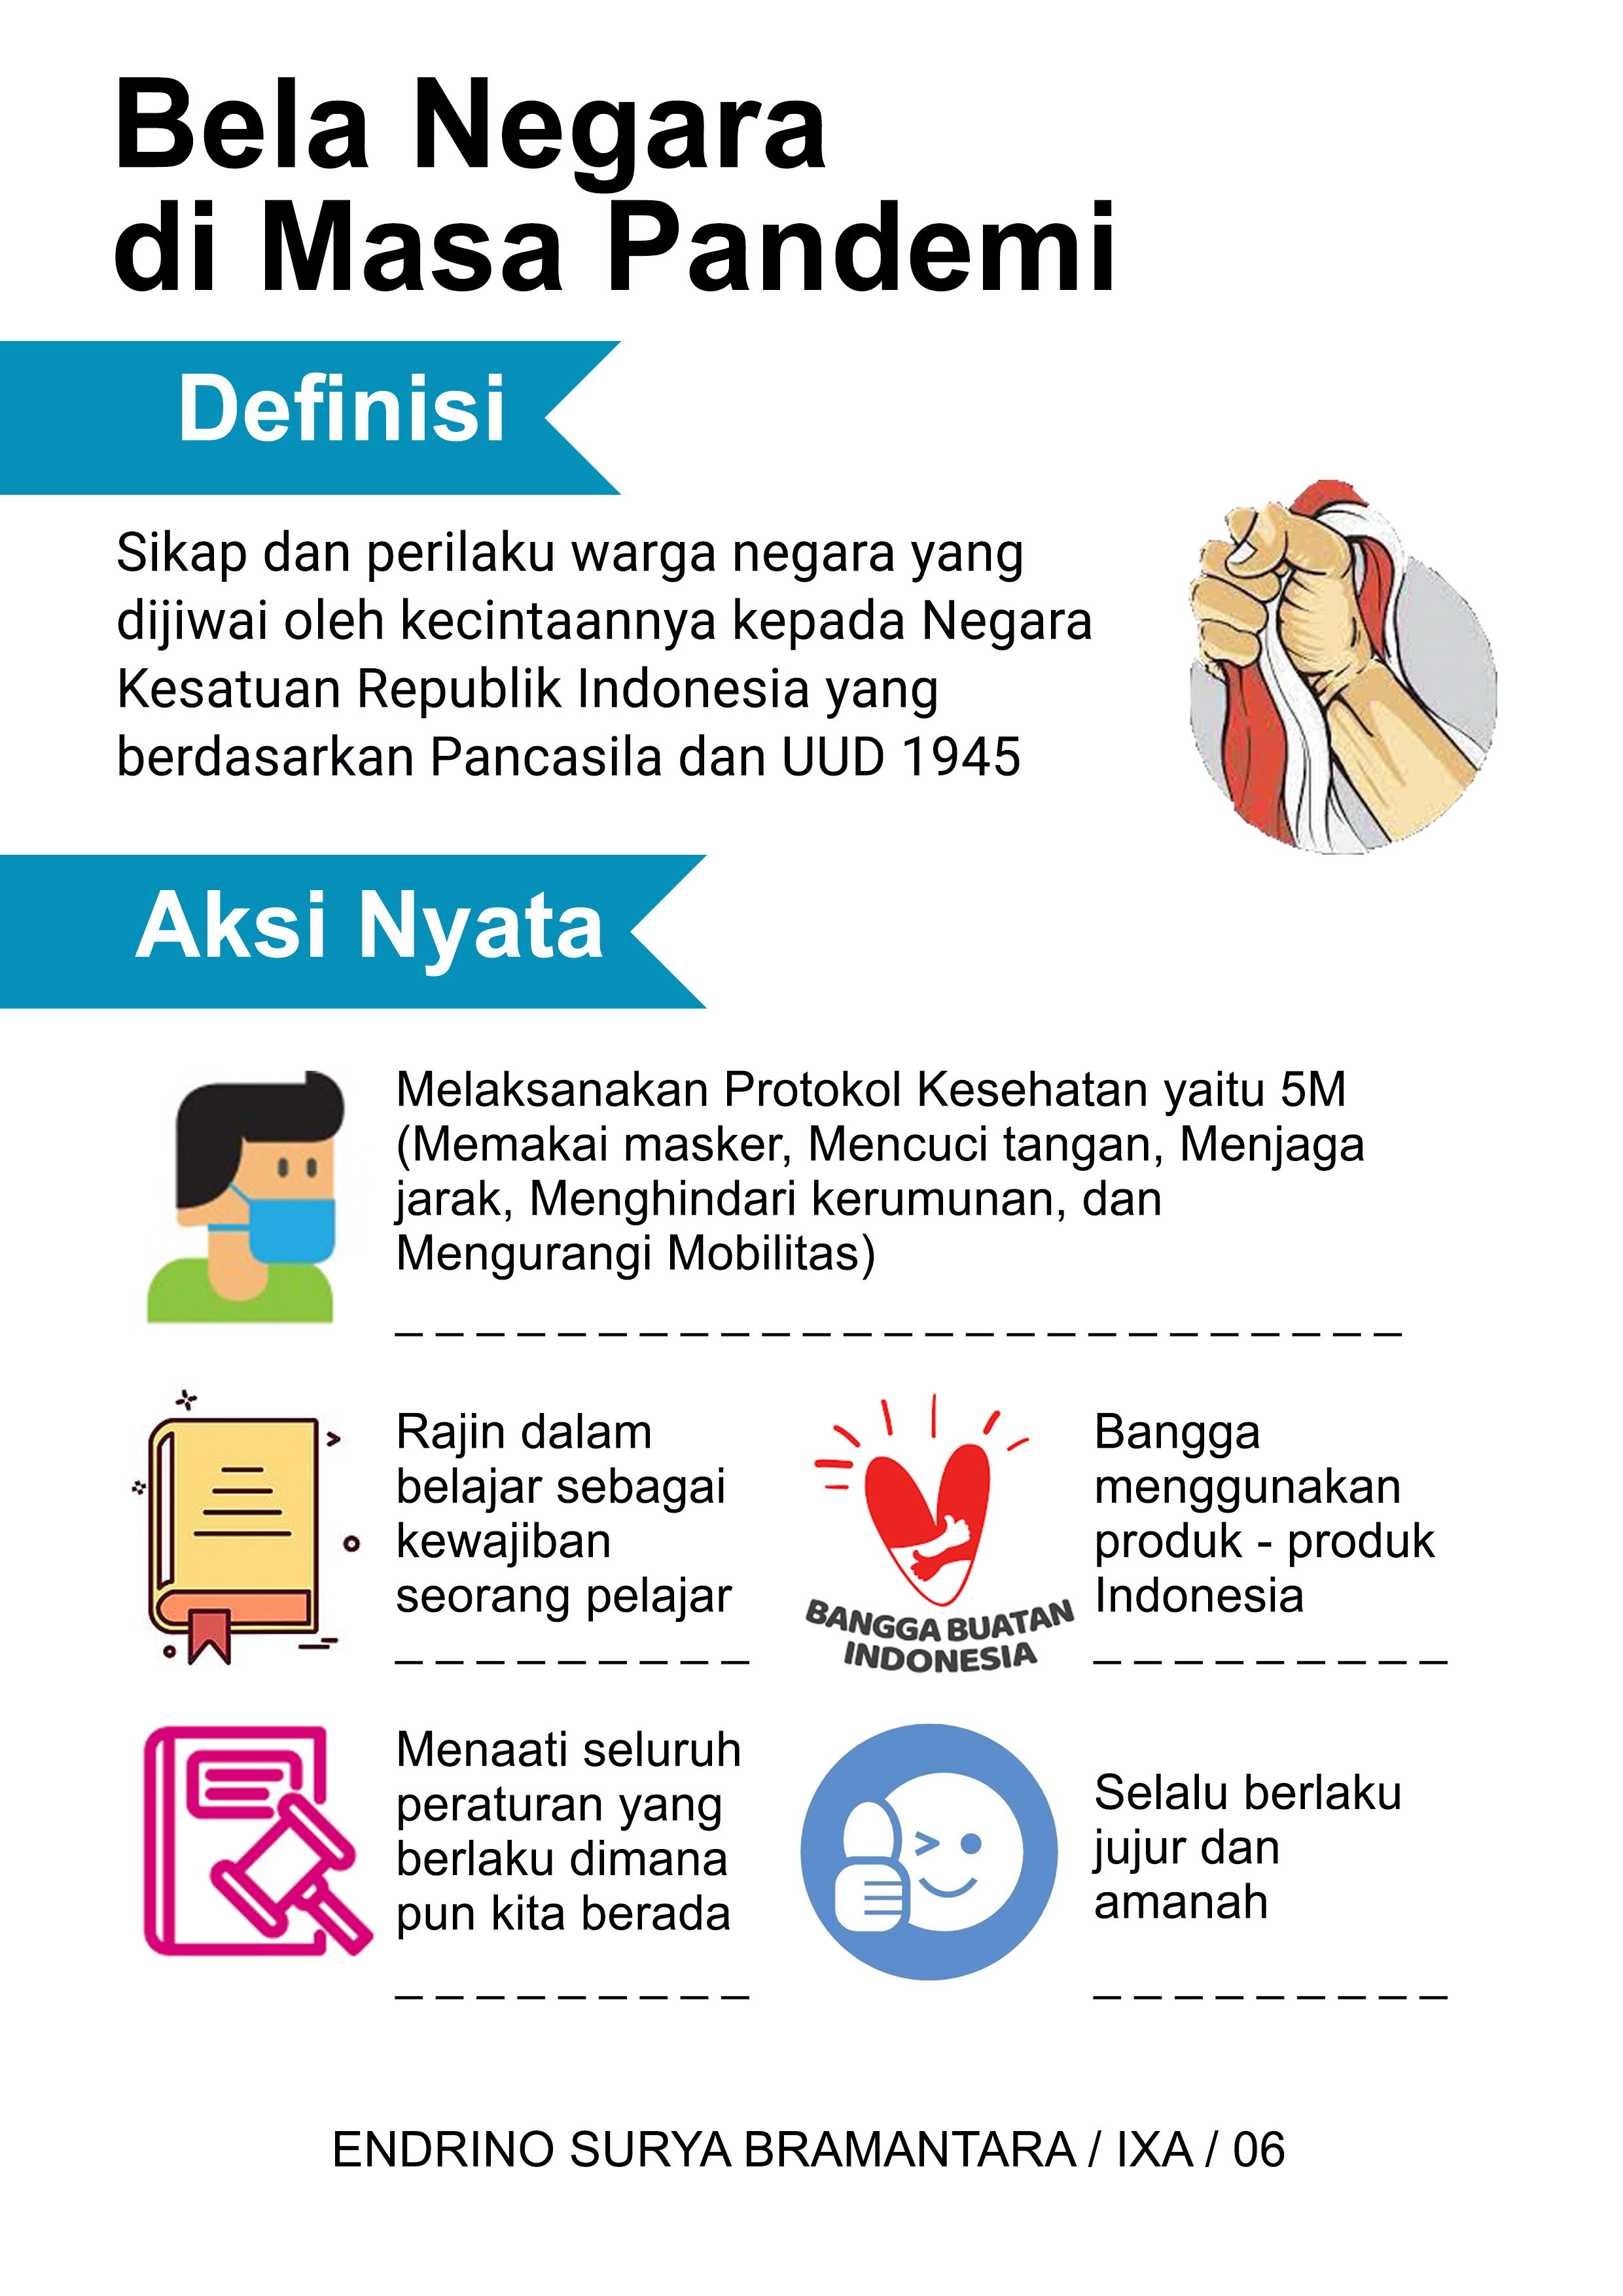 Bela Negara
di Masa Pandemi
Definisi
Sikap dan perilaku warga negara yang
dijiwai oleh kecintaannya kepada Negara
Kesatuan Republik Indonesia yang
berdasarkan Pancasila dan UUD 1945
Aksi Nyata
Melaksanakan Protokol Kesehatan yaitu 5M
(Memakai masker, Mencuci tangan, Menjaga
jarak, Menghindari kerumunan, dan
Mengurangi Mobilitas)
Rajin dalam
belajar sebagai
kewajiban
seorang pelajar
BANGGA BUATAN
INDONESIA
Bangga
menggunakan
produk - produk
Indonesia
Menaati seluruh
peraturan yang
berlaku dimana
pun kita berada
Selalu berlaku
jujur dan
amanah
ENDRINO SURYA BRAMANTARA / IXA / 06